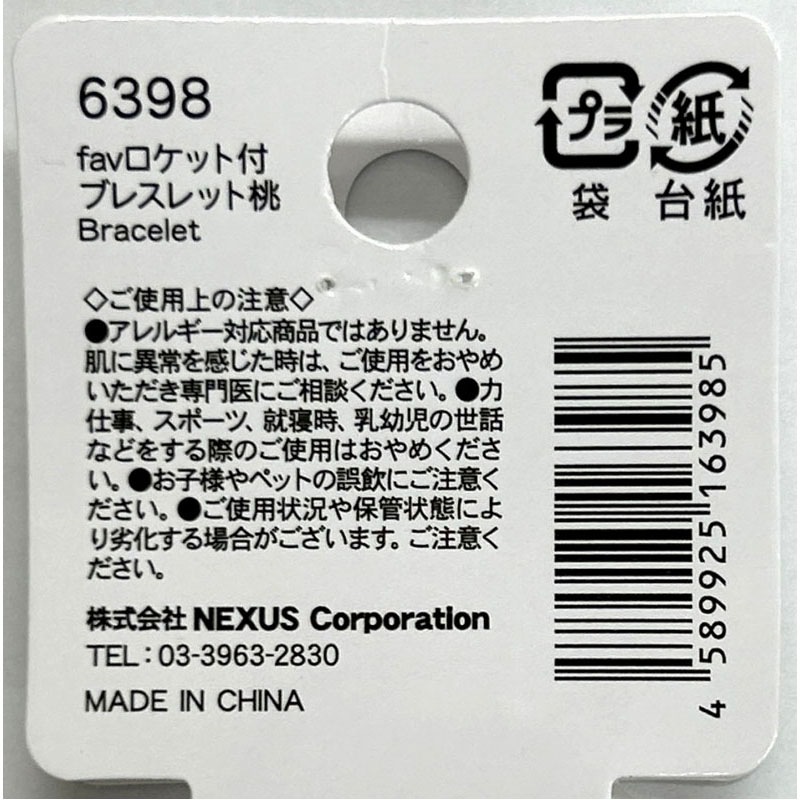 6398
favロケット付
ブレスレット桃
Bracelet
プラ
紙
袋
台紙
◇ご使用上の注意◇
●アレルギー対応商品ではありません。
肌に異常を感じた時は、ご使用をおやめ
いただき専門医にご相談ください。●力
仕事、スポーツ、就寝時、乳幼児の世話
などをする際のご使用はおやめくださ
い。●お子様やペットの誤飲にご注意く
ださい。●ご使用状況や保管状態によ
り劣化する場合がございます。ご注意く
ださい。
株式会社 NEXUS Corporation
TEL：03-3963-2830
MADE IN CHINA
4 589925 163985